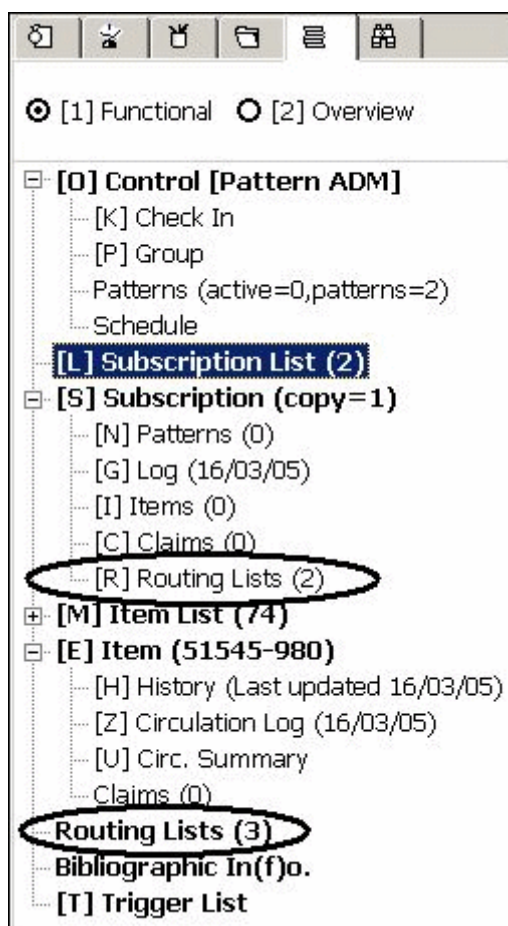 [1] Functional [2] Overview
[O] Control [Pattern ADM]
[K] Check In
[P] Group
Patterns (active=0,patterns=2)
Schedule
[L] Subscription List (2)
[S] Subscription (copy=1)
[N] Patterns (0)
[G] Log (16/03/05)
[I] Items (0)
[C] Claims (0)
[R] Routing Lists (2)
[M] Item List (74)
[E] Item (51545-980)
[H] History (Last updated 16/03/05)
[Z] Circulation Log (16/03/05)
[U] Circ. Summary
Claims (0)
Routing Lists (3)
Bibliographic In(f)o.
[T] Trigger List